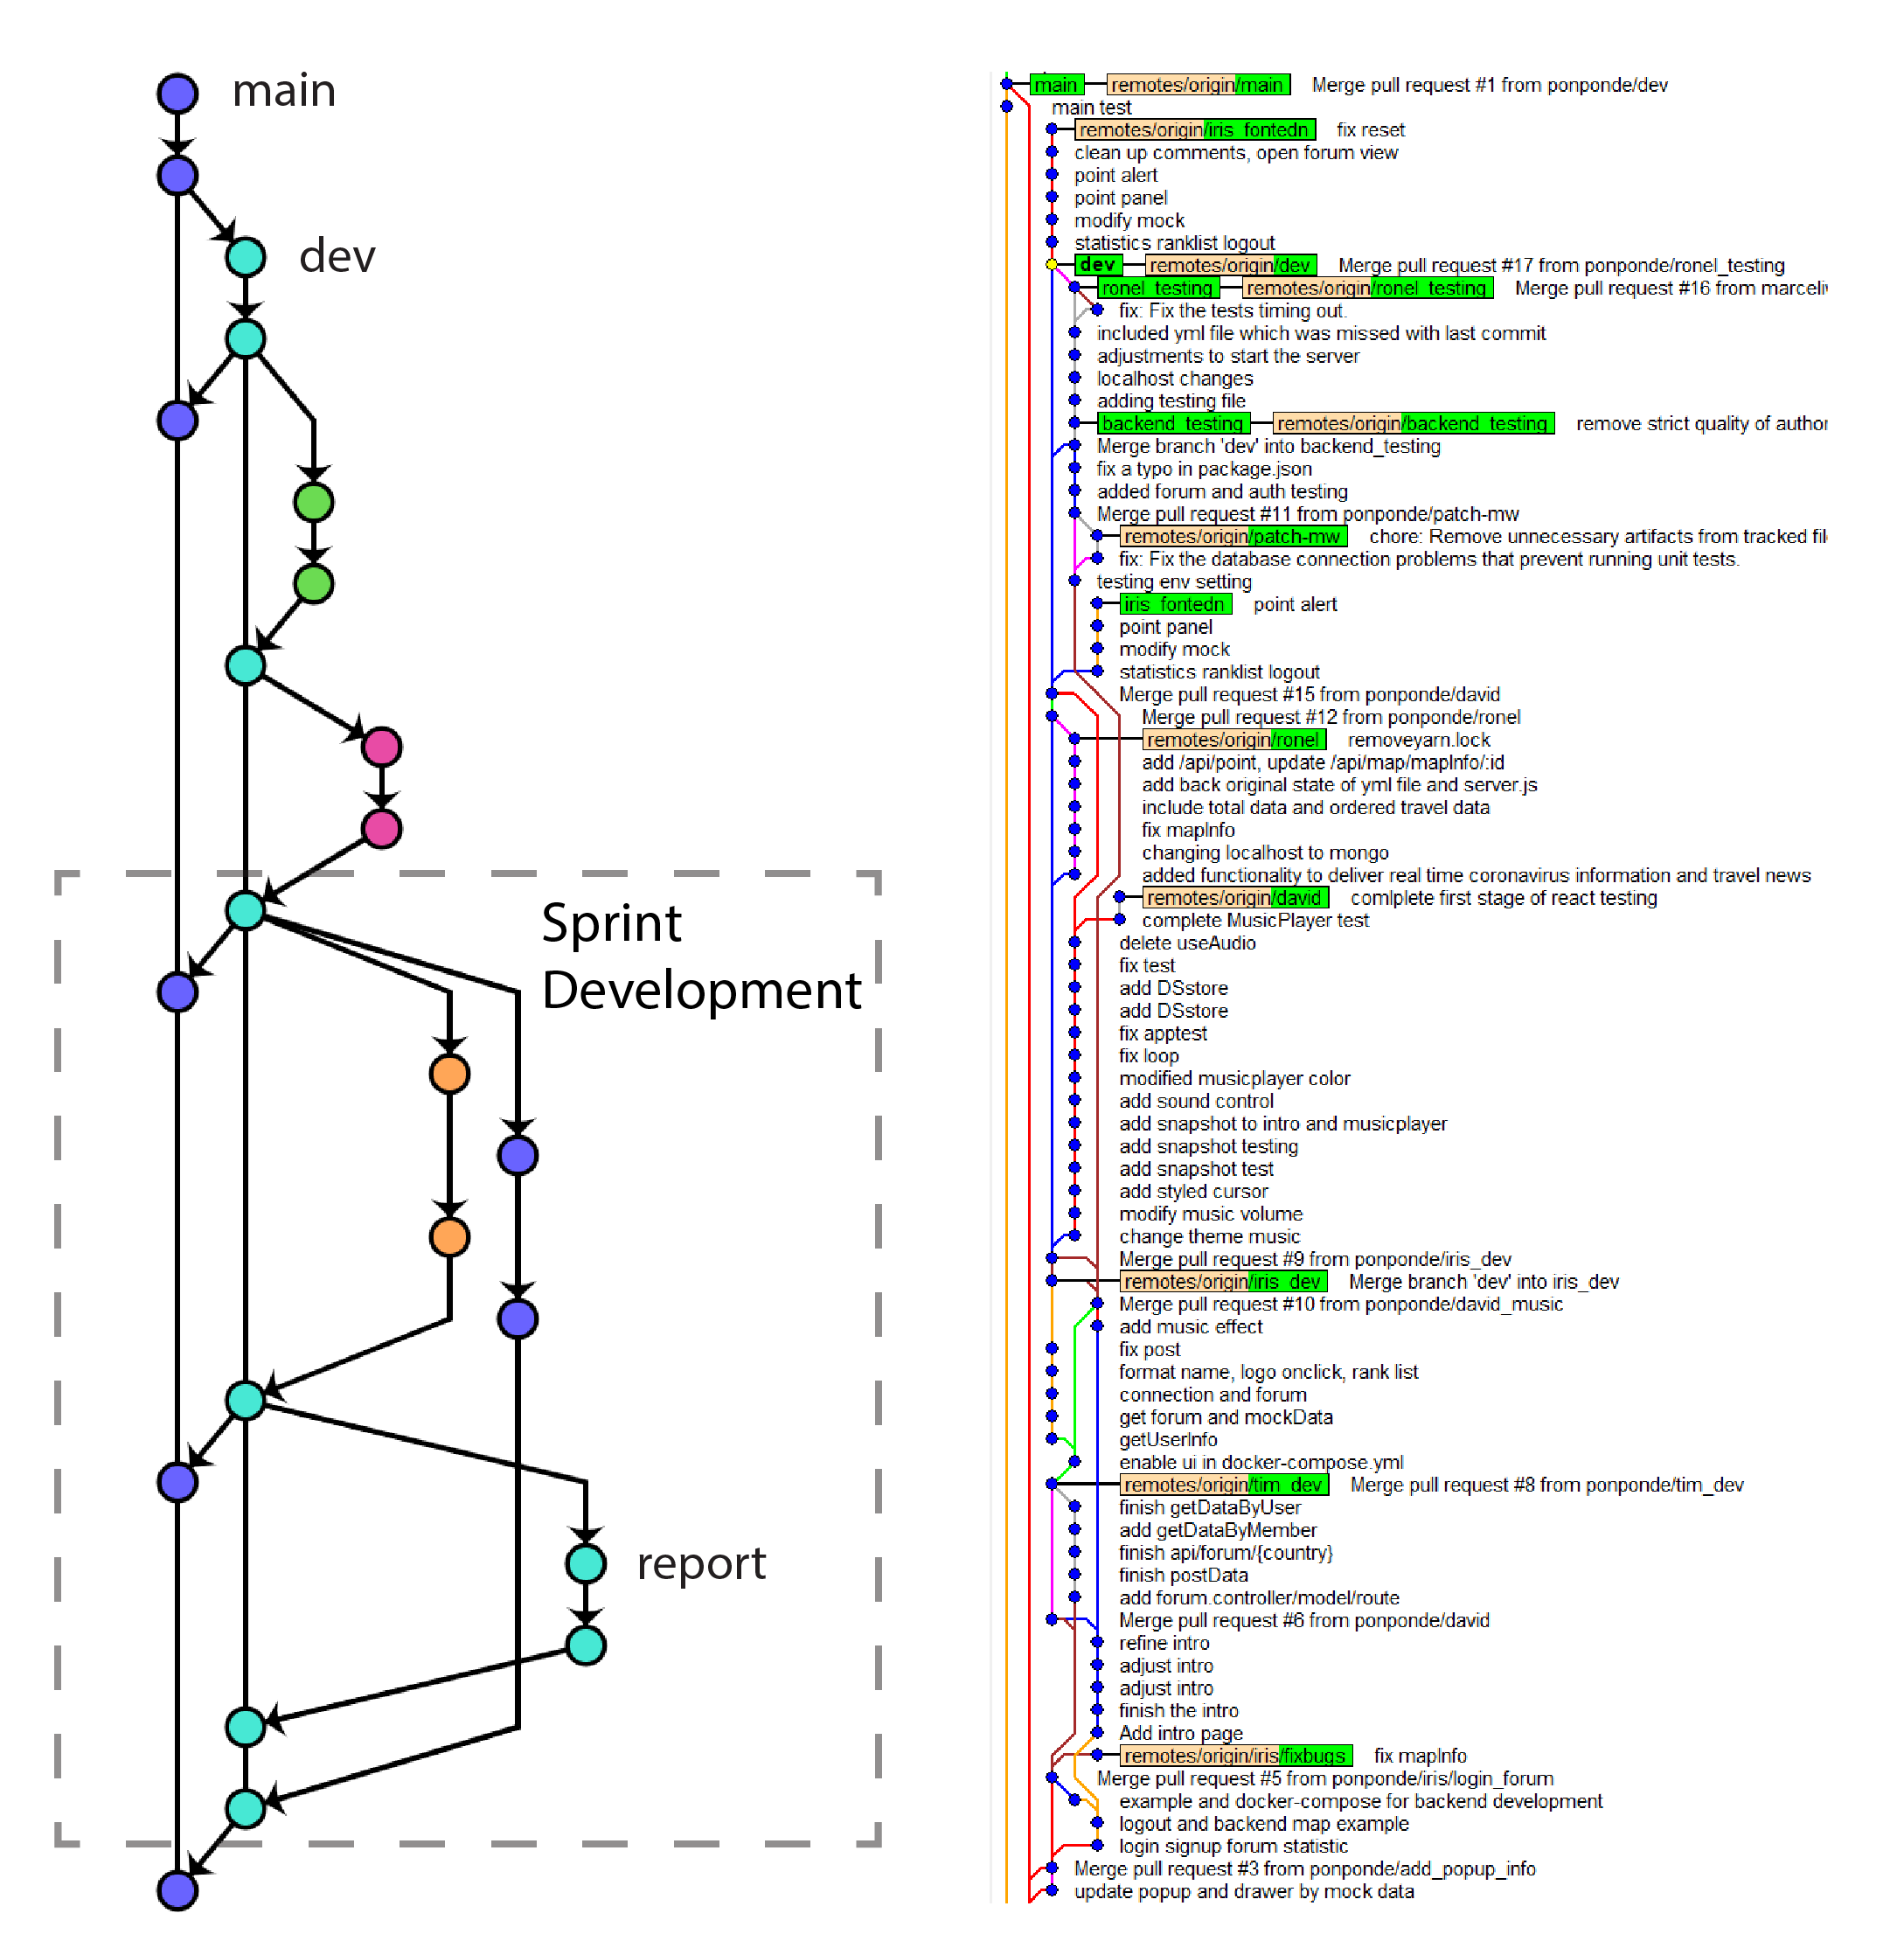 main
dev
Sprint
Development
report
main remotes/origin/main Merge pull request #1 from ponponde/dev
main test
remotes/origin/iris_fontedn fix reset
clean up comments, open forum view
point alert
point panel
modify mock
statistics ranklist logout
dev remotes/origin/dev Merge pull request #17 from ponponde/ronel_testing
ronel_testing remotes/origin/ronel_testing Merge pull request #16 from marceliv
fix: Fix the tests timing out.
included yml file which was missed with last commit
adjustments to start the server
localhost changes
adding testing file
backend_testing remotes/origin/backend_testing remove strict quality of author
Merge branch 'dev' into backend_testing
fix a typo in package.json
added forum and auth testing
Merge pull request #11 from ponponde/patch-mw
remotes/origin/patch-mw chore: Remove unnecessary artifacts from tracked fil
fix: Fix the database connection problems that prevent running unit tests.
testing env setting
iris_fontedn point alert
point panel
modify mock
statistics ranklist logout
Merge pull request #15 from ponponde/david
Merge pull request #12 from ponponde/ronel
remotes/origin/ronel removeyarn.lock
add /api/point, update /api/map/mapInfo/:id
add back original state of yml file and server.js
include total data and ordered travel data
fix mapInfo
changing localhost to mongo
added functionality to deliver real time coronavirus information and travel news
remotes/origin/david comlplete first stage of react testing
complete MusicPlayer test
delete useAudio
fix test
add DSstore
add DSstore
fix apptest
fix loop
modified musicplayer color
add sound control
add snapshot to intro and musicplayer
add snapshot testing
add snapshot test
add styled cursor
modify music volume
change theme music
Merge pull request #9 from ponponde/iris_dev
remotes/origin/iris_dev Merge branch 'dev' into iris_dev
Merge pull request #10 from ponponde/david_music
add music effect
fix post
format name, logo onclick, rank list
connection and forum
get forum and mockData
getUserInfo
enable ui in docker-compose.yml
remotes/origin/tim_dev Merge pull request #8 from ponponde/tim_dev
finish getDataByUser
add getDataByMember
finish api/forum/{country}
finish postData
add forum.controller/model/route
Merge pull request #6 from ponponde/david
refine intro
adjust intro
adjust intro
finish the intro
Add intro page
remotes/origin/iris/fixbugs fix mapInfo
Merge pull request #5 from ponponde/iris/login_forum
example and docker-compose for backend development
logout and backend map example
login signup forum statistic
Merge pull request #3 from ponponde/add_popup_info
update popup and drawer by mock data